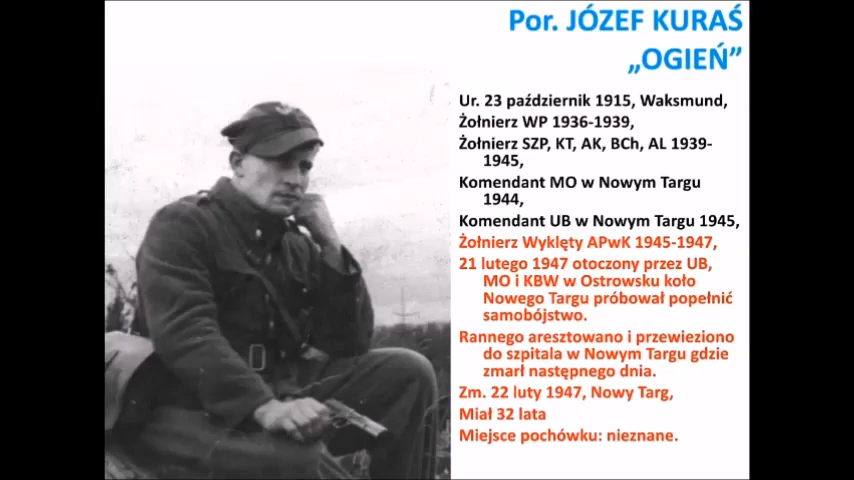 Por. JÓZEF KURAŚ
„OGIEŃ”
Ur. 23 październik 1915, Waksmund,
Żołnierz WP 1936-1939,
Żołnierz SZP, KT, AK, BCh, AL 1939-
1945,
Komendant MO w Nowym Targu
1944,
Komendant UB w Nowym Targu 1945,
Żołnierz Wyklęty APwK 1945-1947,
21 lutego 1947 otoczony przez UB,
MO i KBW w Ostrowsku koło
Nowego Targu próbował popełnić
samobójstwo.
Rannego aresztowano i przewieziono
do szpitala w Nowym Targu gdzie
zmarł następnego dnia.
Zm. 22 luty 1947, Nowy Targ,
Miał 32 lata
Miejsce pochówku: nieznane.